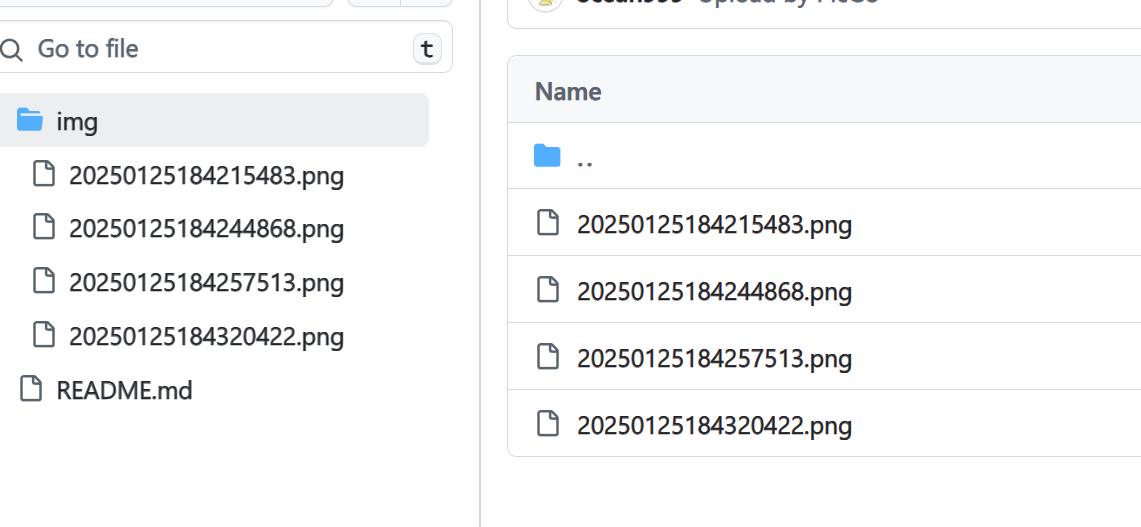 Go to file
t
img
20250125184215483.png
20250125184244868.png
20250125184257513.png
20250125184320422.png
README.md
Name
..
20250125184215483.png
20250125184244868.png
20250125184257513.png
20250125184320422.png